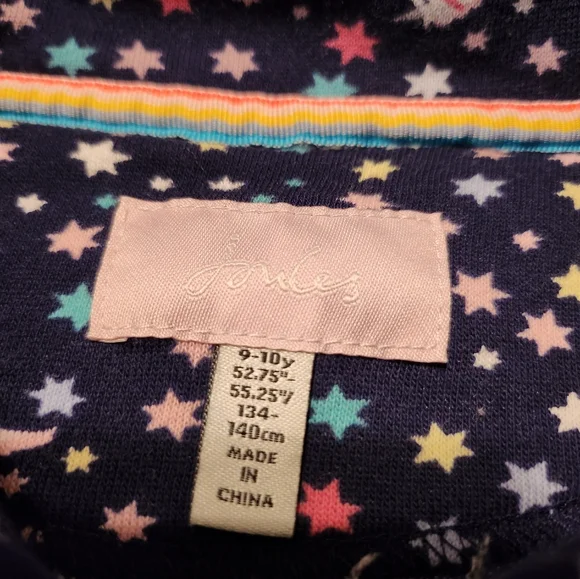 Joules
9-10y
52.75"-
55.25"/
134-
140cm
MADE
IN
CHINA